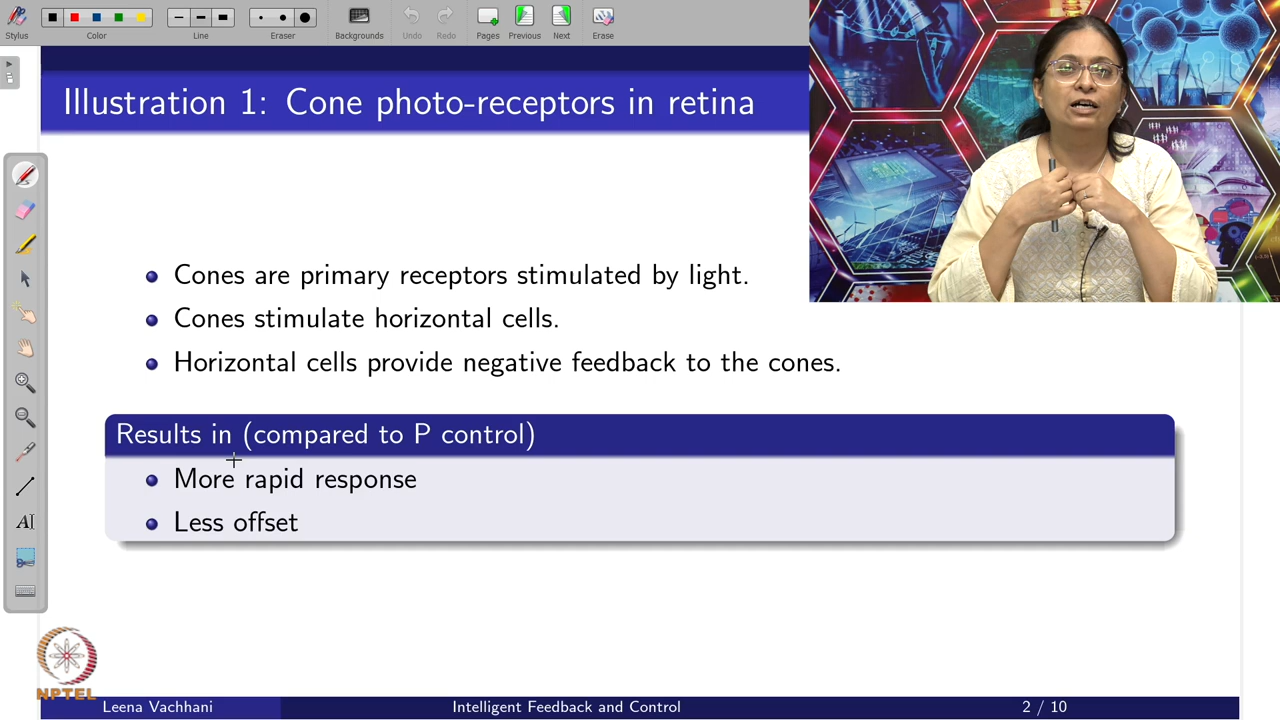 Stylus
Color
Line
Eraser
Backgrounds
Undo
Redo
Pages
Previous
Next
Erase
Illustration 1: Cone photo-receptors in retina
Cones are primary receptors stimulated by light.
Cones stimulate horizontal cells.
Horizontal cells provide negative feedback to the cones.
Results in (compared to P control)
More rapid response
Less offset
AI
NPTEL
Leena Vachhani
Intelligent Feedback and Control
2 / 10